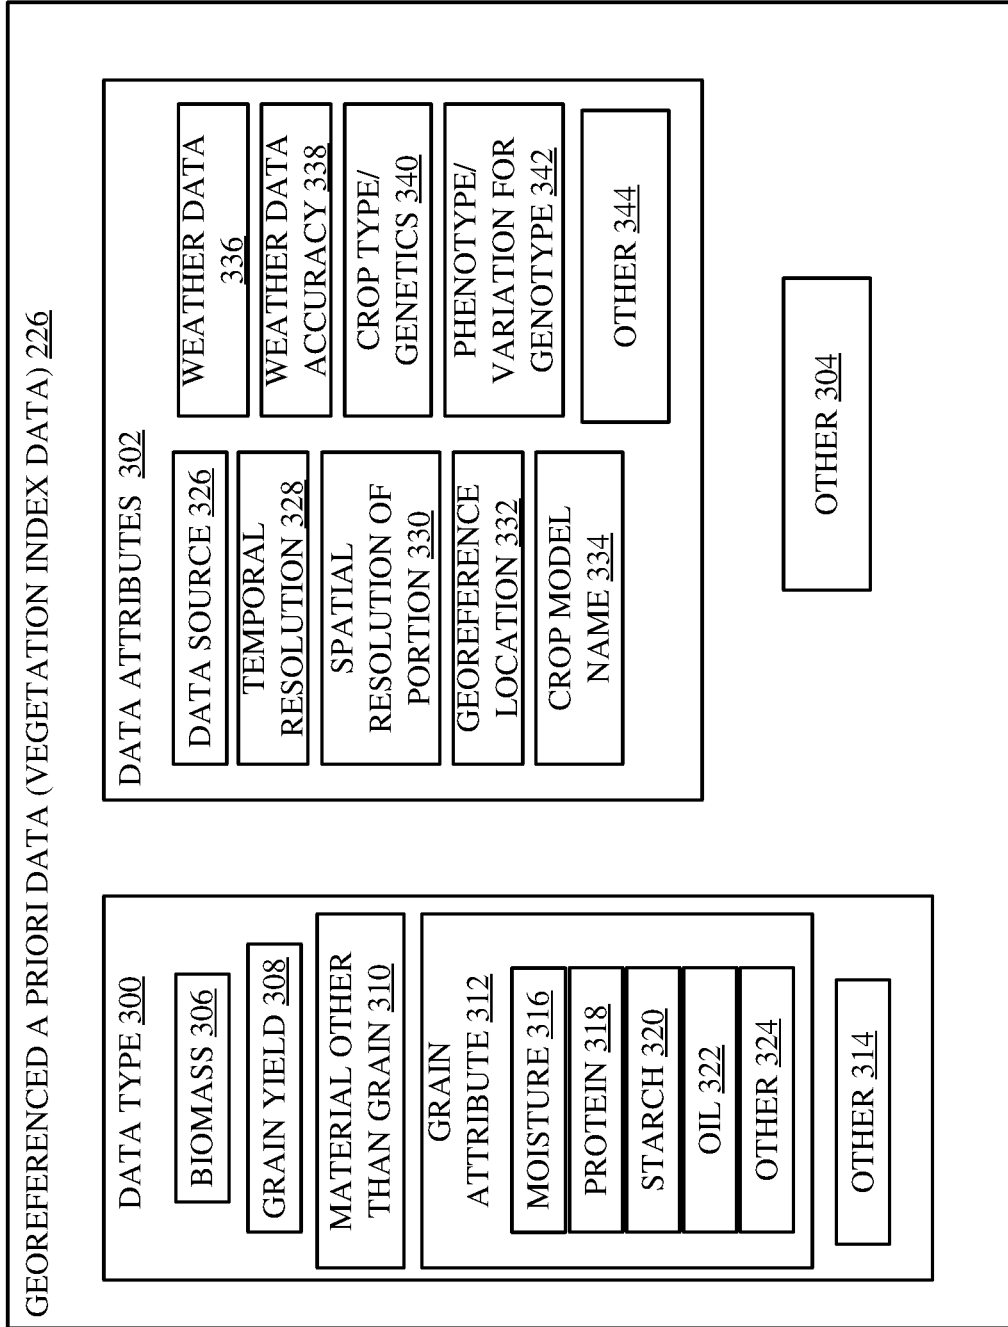 GEOREFERENCED A PRIORI DATA (VEGETATION INDEX DATA) 226
DATA TYPE 300
BIOMASS 306
GRAIN YIELD 308
MATERIAL OTHER
THAN GRAIN 310
GRAIN
ATTRIBUTE 312
MOISTURE 316
PROTEIN 318
STARCH 320
OIL 322
OTHER 324
OTHER 314
DATA ATTRIBUTES 302
DATA SOURCE 326
TEMPORAL
RESOLUTION 328
SPATIAL
RESOLUTION OF
PORTION 330
GEOREFERENCE
LOCATION 332
CROP MODEL
NAME 334
WEATHER DATA
336
WEATHER DATA
ACCURACY 338
CROP TYPE/
GENETICS 340
PHENOTYPE/
VARIATION FOR
GENOTYPE 342
OTHER 344
OTHER 304